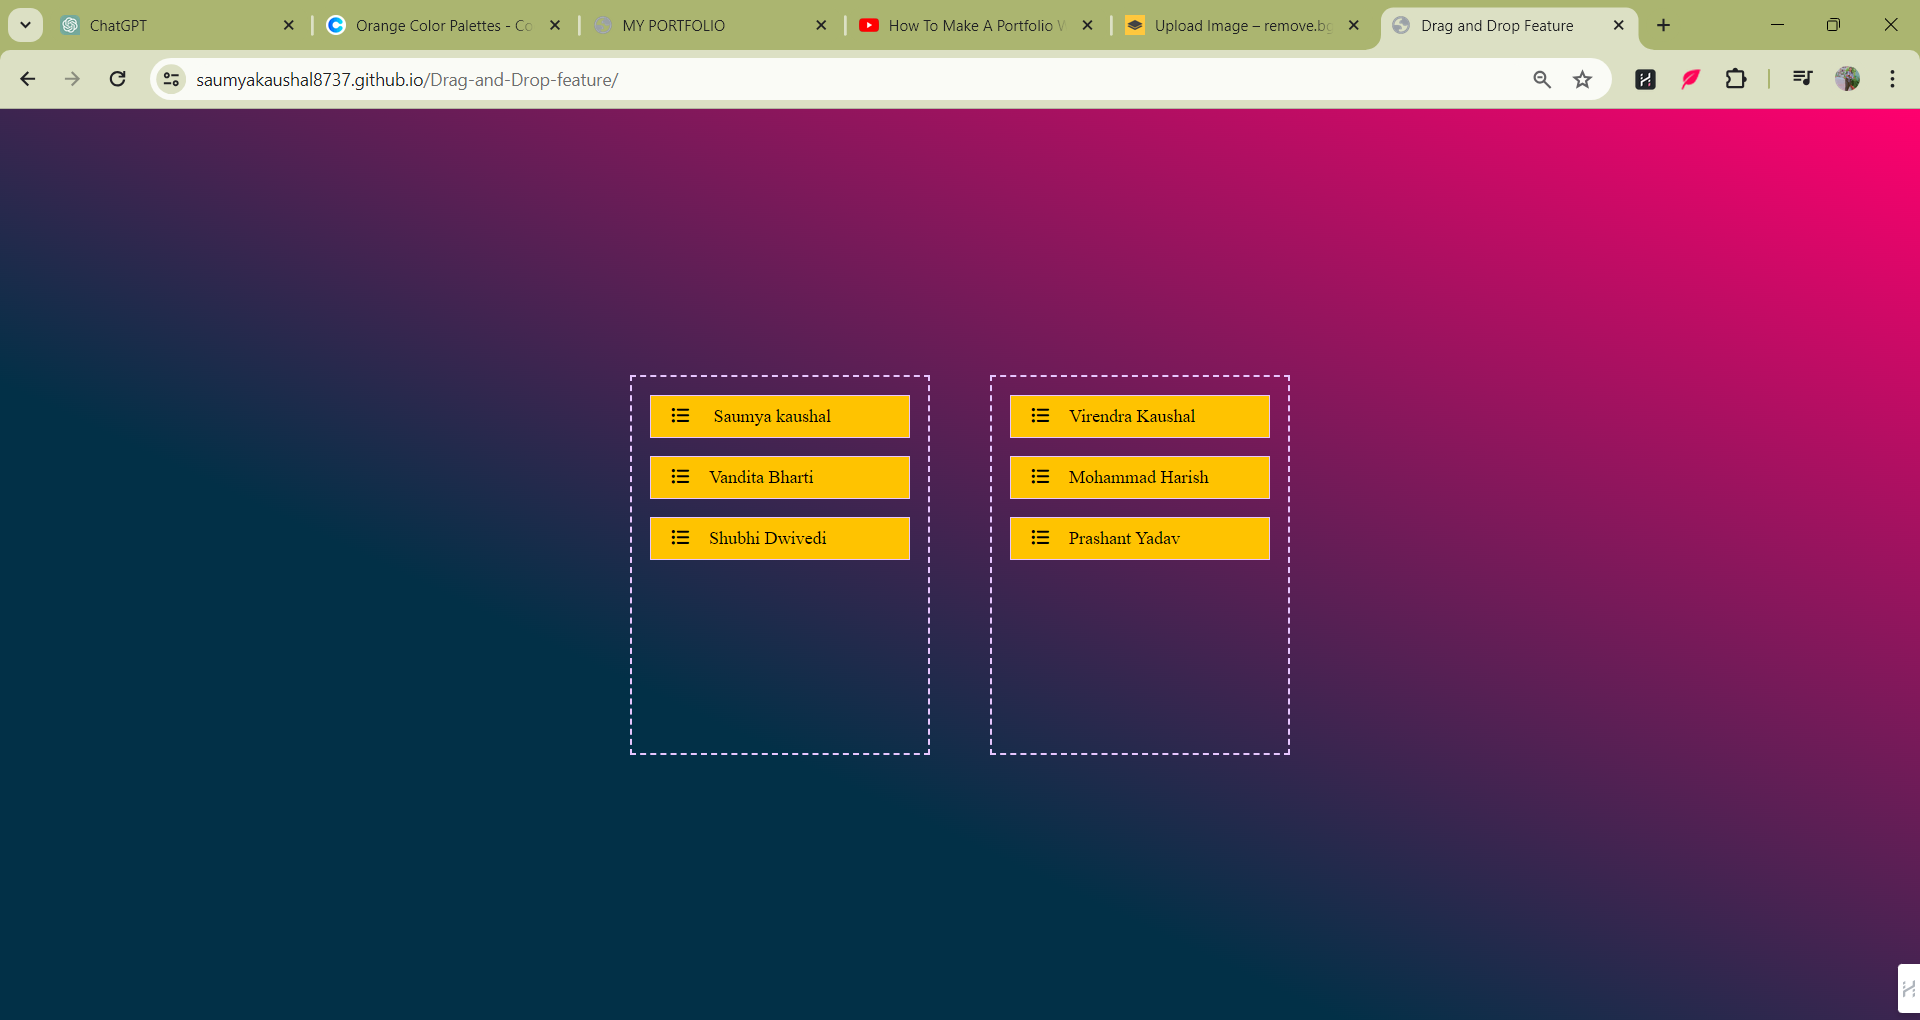 ChatGPT
Orange Color Palettes - Co
MY PORTFOLIO
How To Make A Portfolio W
Upload Image – remove.bg
Drag and Drop Feature
saumyakaushal8737.github.io/Drag-and-Drop-feature/
Saumya kaushal
Vandita Bharti
Shubhi Dwivedi
Virendra Kaushal
Mohammad Harish
Prashant Yadav